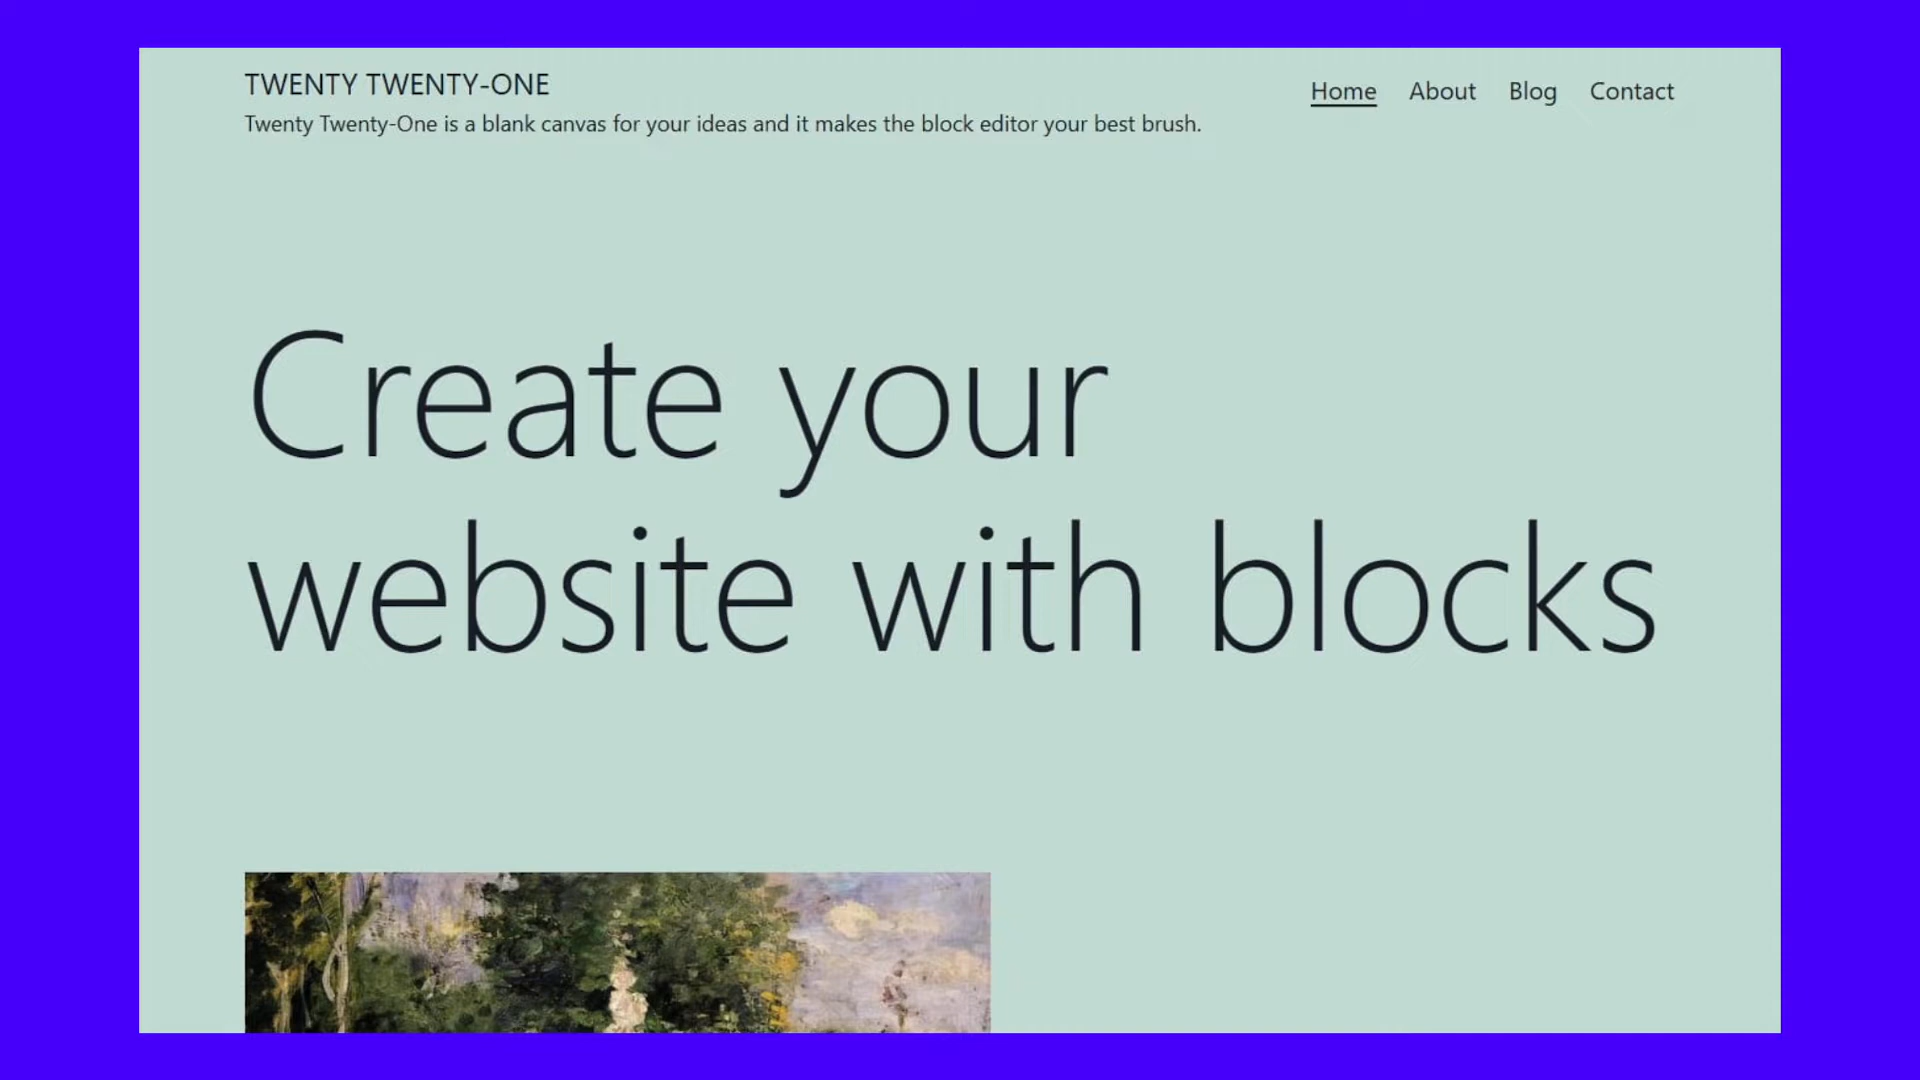 TWENTY TWENTY-ONE
Twenty Twenty-One is a blank canvas for your ideas and it makes the block editor your best brush.
Home About Blog Contact
Create your
website with blocks